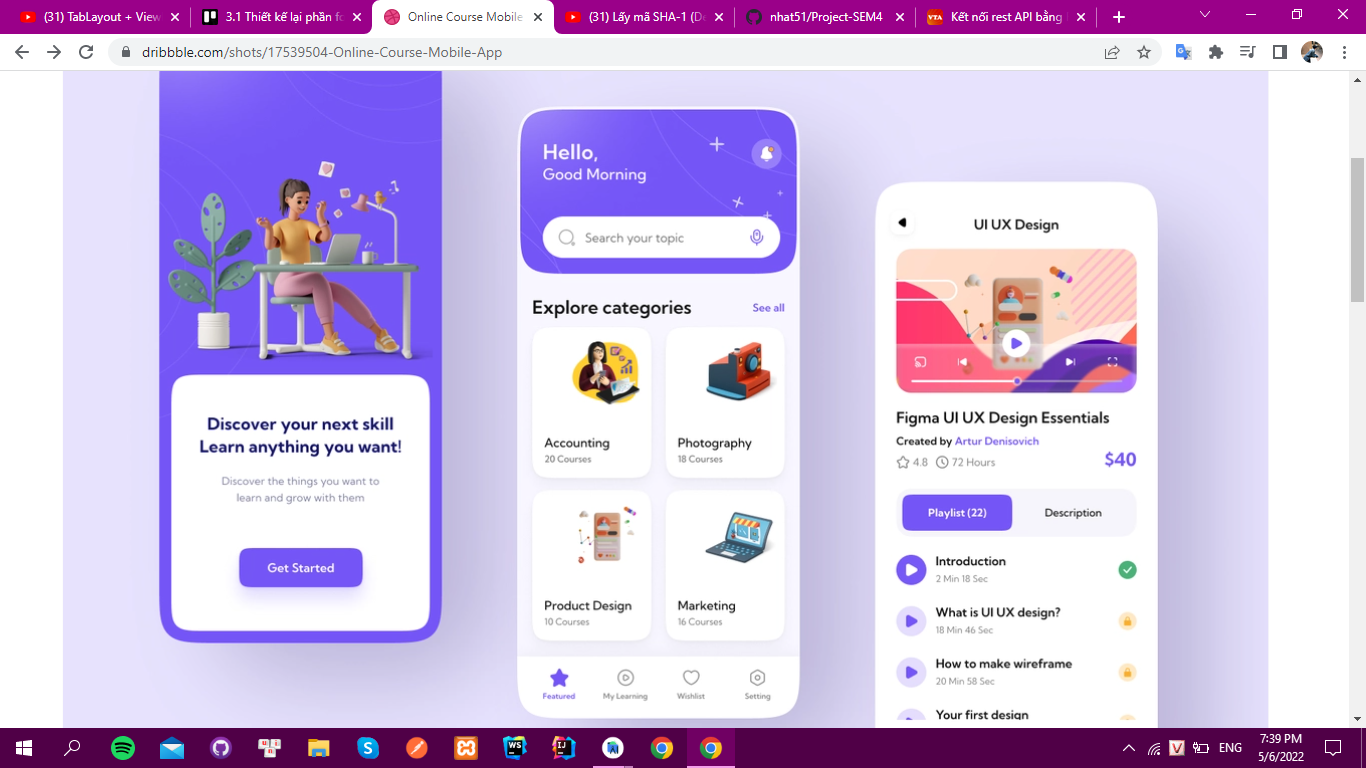 (31) TabLayout + View
3.1 Thiết kế lại phần fo
Online Course Mobile
(31) Lấy mã SHA-1 (De
nhat51/Project-SEM4
VTA
Kết nối rest API bằng
dribbble.com/shots/17539504-Online-Course-Mobile-App
Discover your next skill
Learn anything you want!
Discover the things you want to
learn and grow with them
Get Started
Hello,
Good Morning
Search your topic
Explore categories
See all
Accounting
20 Courses
Photography
18 Courses
Product Design
10 Courses
Marketing
16 Courses
Featured
My Learning
Wishlist
Setting
UI UX Design
Figma UI UX Design Essentials
Created by Artur Denisovich
4.8
72 Hours
$40
Playlist (22)
Description
Introduction
2 Min 18 Sec
What is UI UX design?
18 Min 46 Sec
How to make wireframe
20 Min 58 Sec
Your first design
WS
IJ
V
ENG
7:39 PM
5/6/2022